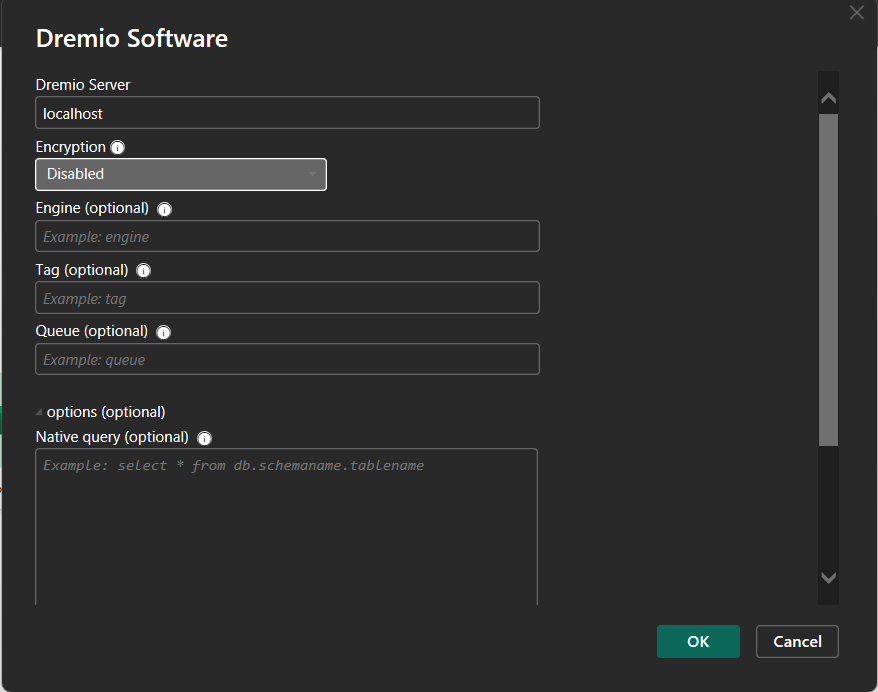 Dremio Software
Dremio Server
localhost
Encryption
Disabled
Engine (optional)
Example: engine
Tag (optional)
Example: tag
Queue (optional)
Example: queue
options (optional)
Native query (optional)
Example: select * from db.schemaname.tablename
OK Cancel